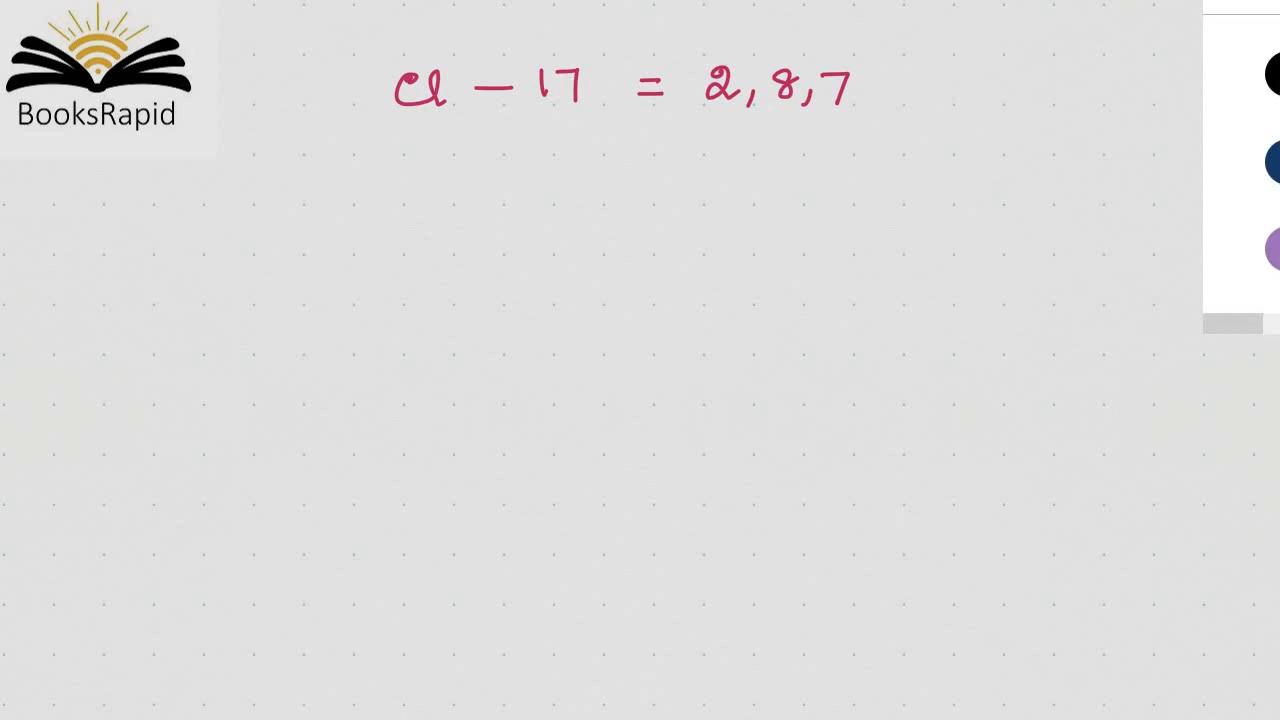 Cl - 17 = 2, 8, 7
BooksRapid